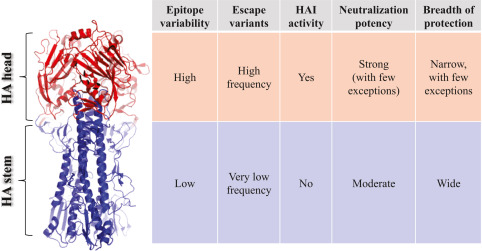 Epitope variability
Escape variants
HAI activity
Neutralization potency
Breadth of protection
HA head
High
High frequency
Yes
Strong (with few exceptions)
Narrow, with few exceptions
HA stem
Low
Very low frequency
No
Moderate
Wide